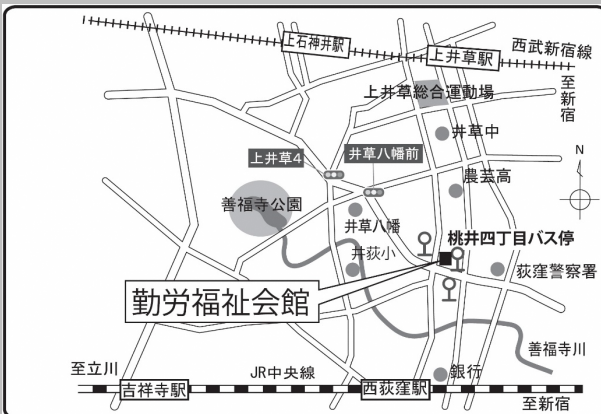 上石神井駅
上井草駅
西武新宿線
至新宿
上井草総合運動場
井草中
上井草4
井草八幡前
農芸高
N
善福寺公園
井草八幡
桃井四丁目バス停
井荻小
荻窪警察署
勤労福祉会館
善福寺川
至立川
JR中央線
銀行
吉祥寺駅
西荻窪駅
至新宿